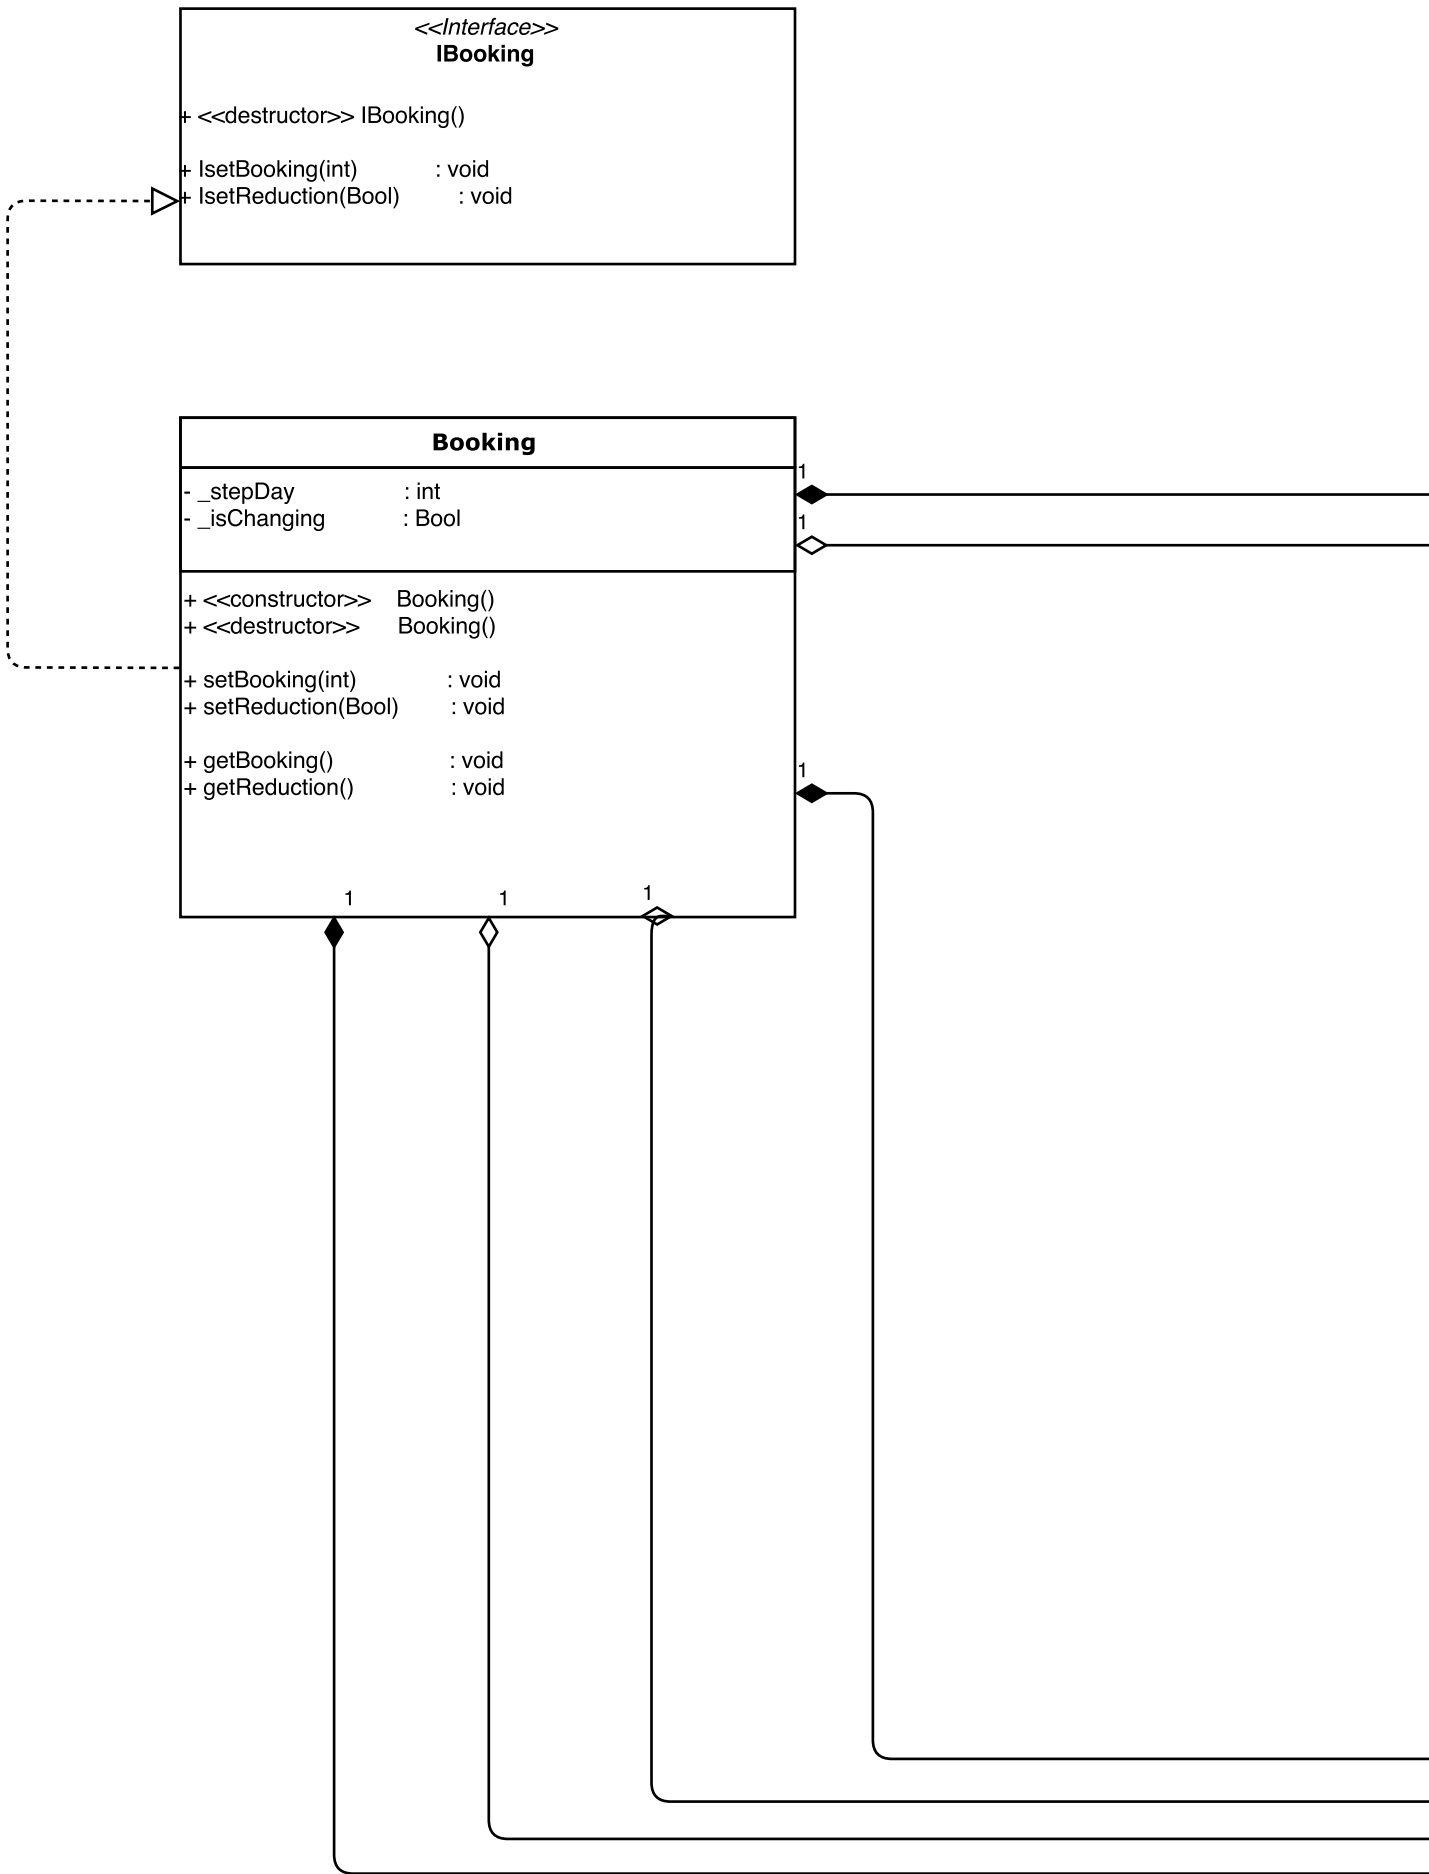 <<Interface>>
IBooking
+ <<destructor>> IBooking()
+ IsetBooking(int) : void
+ IsetReduction(Bool) : void
Booking
- _stepDay : int
- _isChanging : Bool
+ <<constructor>> Booking()
+ <<destructor>> Booking()
+ setBooking(int) : void
+ setReduction(Bool) : void
+ getBooking() : void
+ getReduction() : void
1
1
1
1
1
1